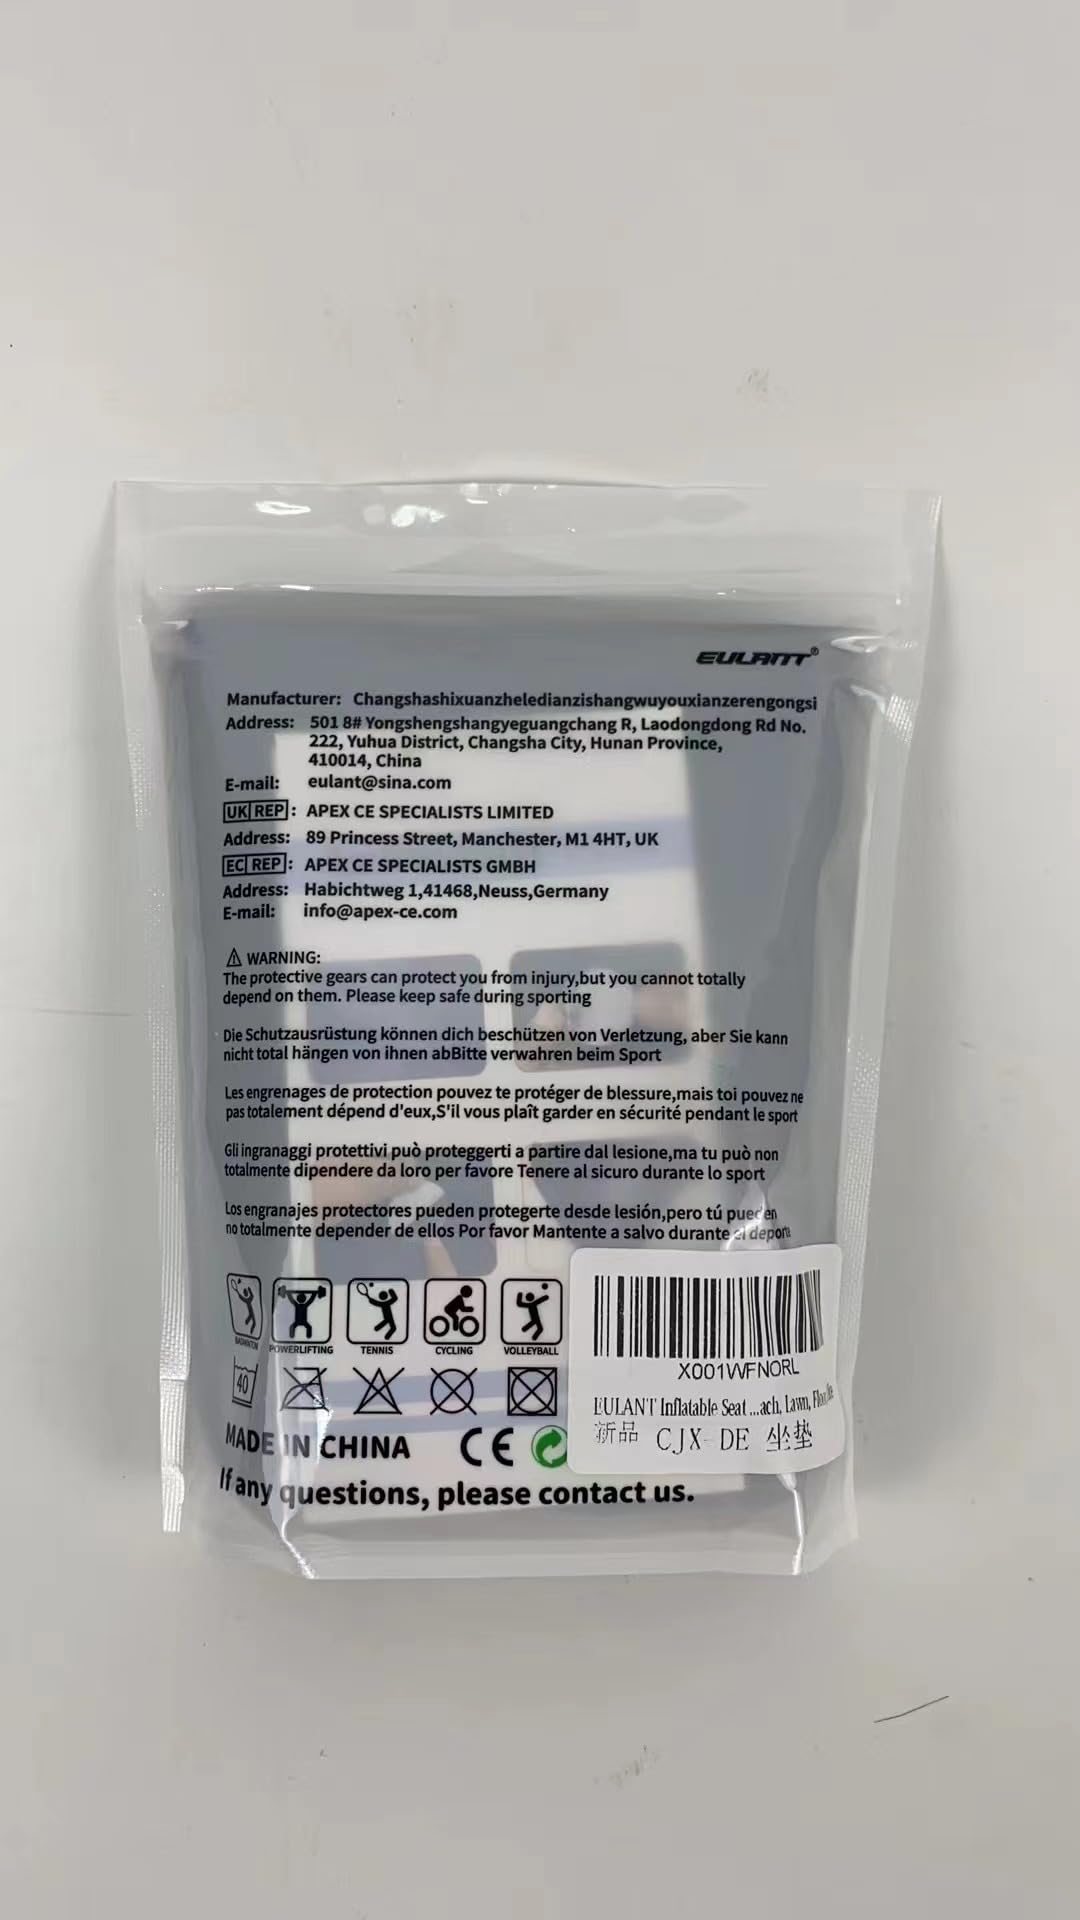 EULANT®
Manufacturer: Changshashixuanzheledianzishangwuyouxianzerengongsi
Address: 501 8# Yongshengshangyeguangchang R, Laodongdong Rd No.
222, Yuhua District, Changsha City, Hunan Province,
410014, China
E-mail: eulant@sina.com
UK REP: APEX CE SPECIALISTS LIMITED
Address: 89 Princess Street, Manchester, M1 4HT, UK
EC REP: APEX CE SPECIALISTS GMBH
Address: Habichtweg 1,41468,Neuss,Germany
E-mail: info@apex-ce.com
WARNING:
The protective gears can protect you from injury,but you cannot totally
depend on them. Please keep safe during sporting
Die Schutzausrüstung können dich beschützen von Verletzung, aber Sie kann
nicht total hängen von ihnen abBitte verwahren beim Sport
Les engrenages de protection pouvez te protéger de blessure,mais toi pouvez ne
pas totalement dépend d'eux,S'il vous plaît garder en sécurité pendant le sport
Gli ingranaggi protettivi può proteggerti a partire dal lesione,ma tu può non
totalmente dipendere da loro per favore Tenere al sicuro durante lo sport
Los engranajes protectores pueden protegerte desde lesión,pero tú pueden
no totalmente depender de ellos Por favor Mantente a salvo durante el
BADMINTON POWERLIFTING TENNIS CYCLING VOLLEYBALL
40
MADE IN CHINA CE
If any questions, please contact us.
X001WFNORL
EULANT Inflatable Seat ...ach, Lawn,
新品 CJX-DE 坐垫